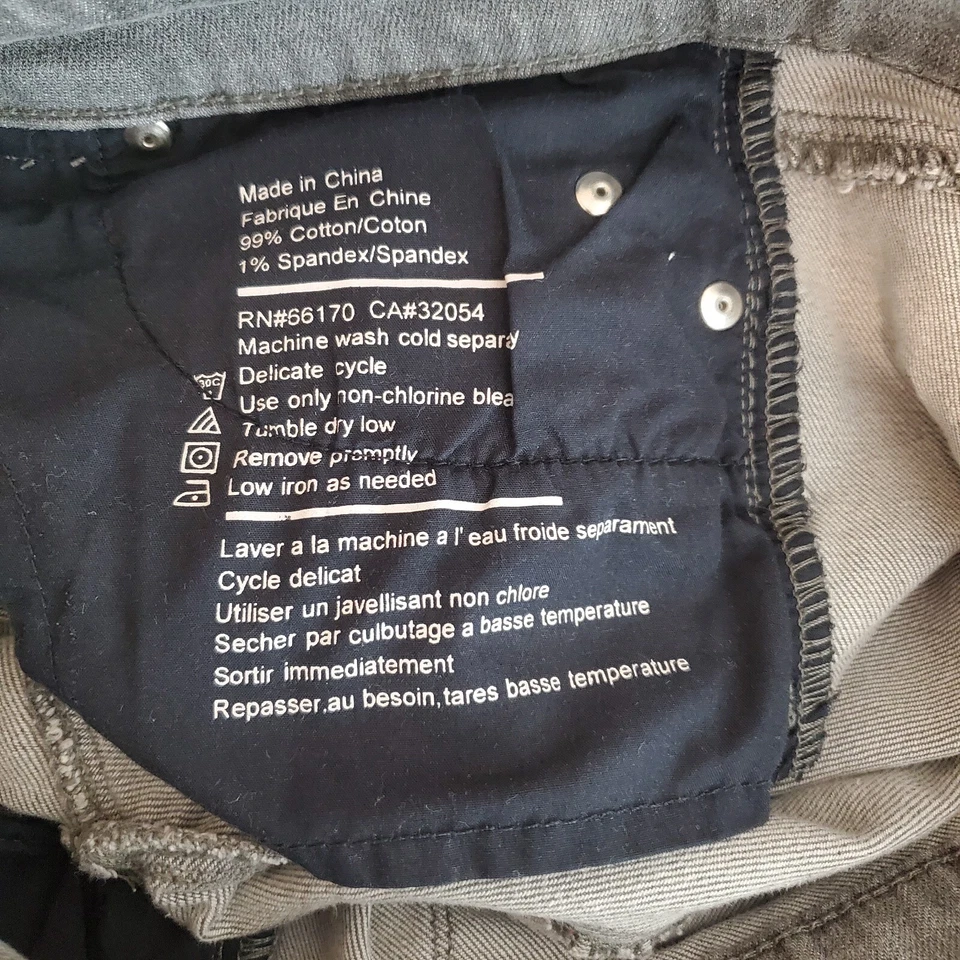 Made in China
Fabrique En Chine
99% Cotton/Coton
1% Spandex/Spandex
RN#66170 CA#32054
Machine wash cold separ
30C Delicate cycle
Use only non-chlorine blea
Tumble dry low
Remove promptly
Low iron as needed
Laver a la machine a l'eau froide separament
Cycle delicat
Utiliser un javellisant non chlore
Secher par culbutage a basse temperature
Sortir immediatement
Repasser,au besoin,tares basse temperature